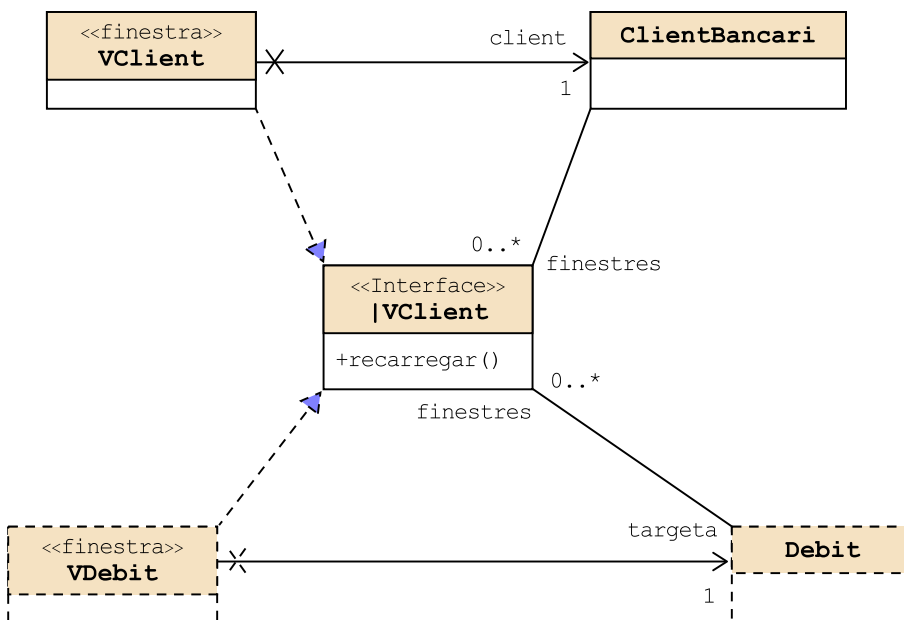 <<finestra>>
VClient
client
1
ClientBancari
0..*
finestres
<<Interface>>
|VClient
+recarregar()
0..*
finestres
<<finestra>>
VDebit
targeta
1
Debit